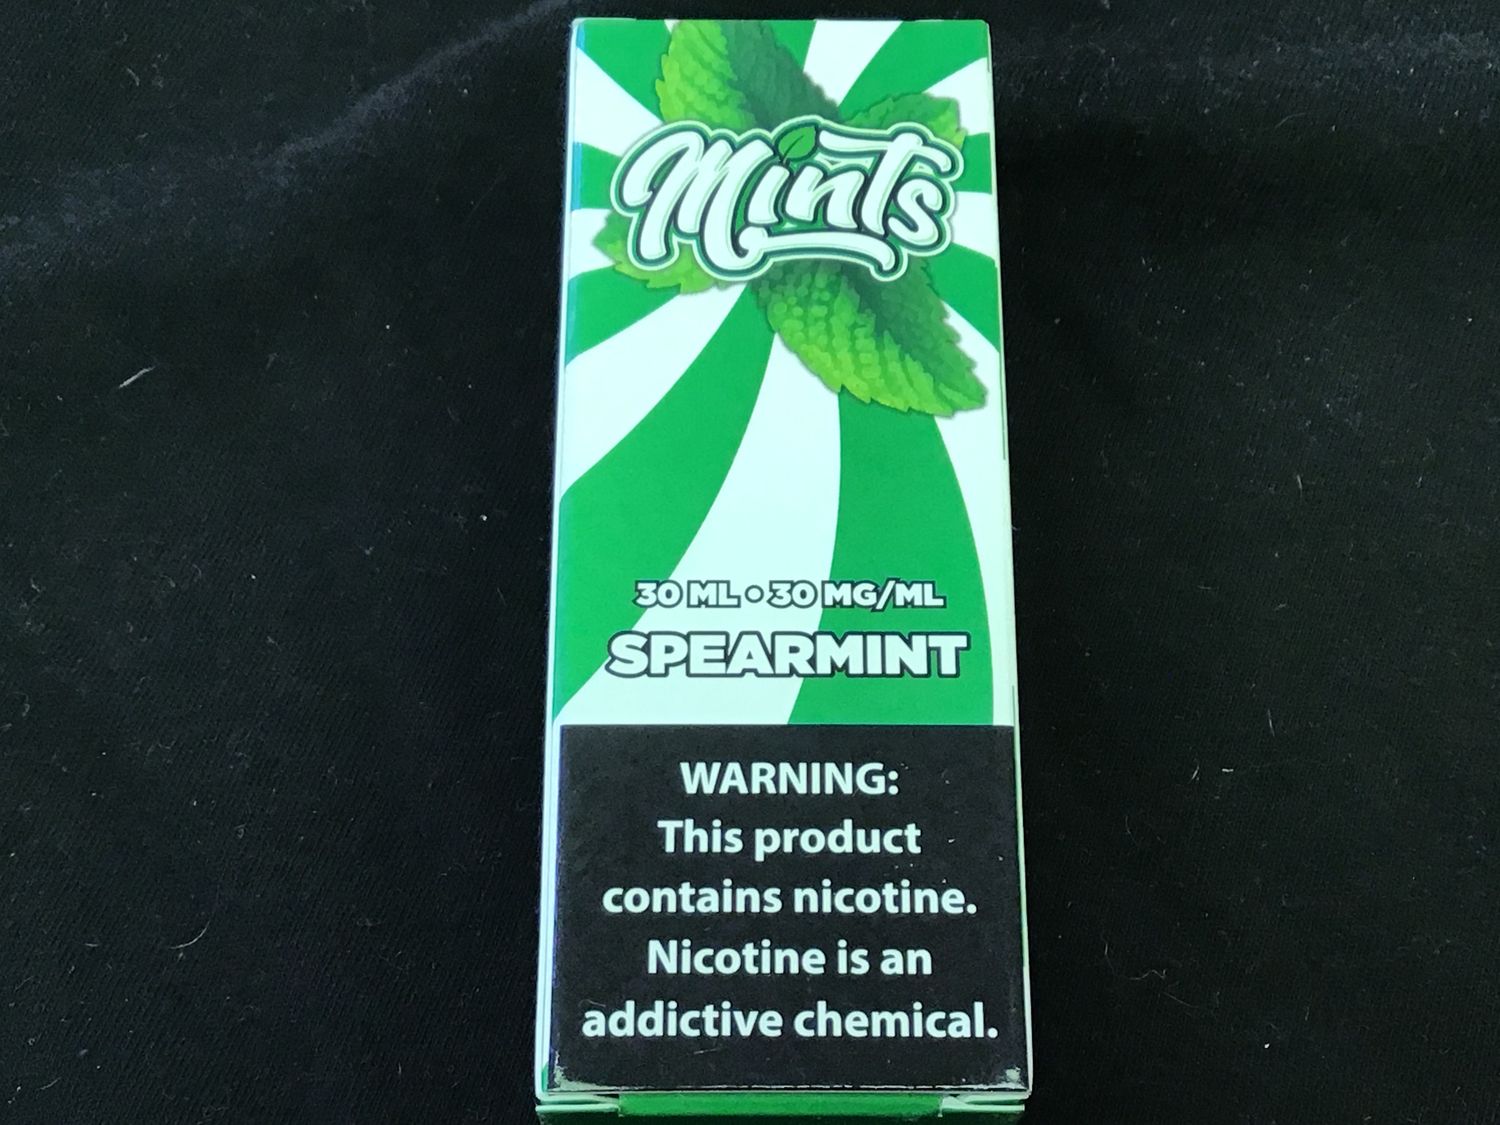 Mints
30 ML • 30 MG/ML
SPEARMINT
WARNING:
This product
contains nicotine.
Nicotine is an
addictive chemical.